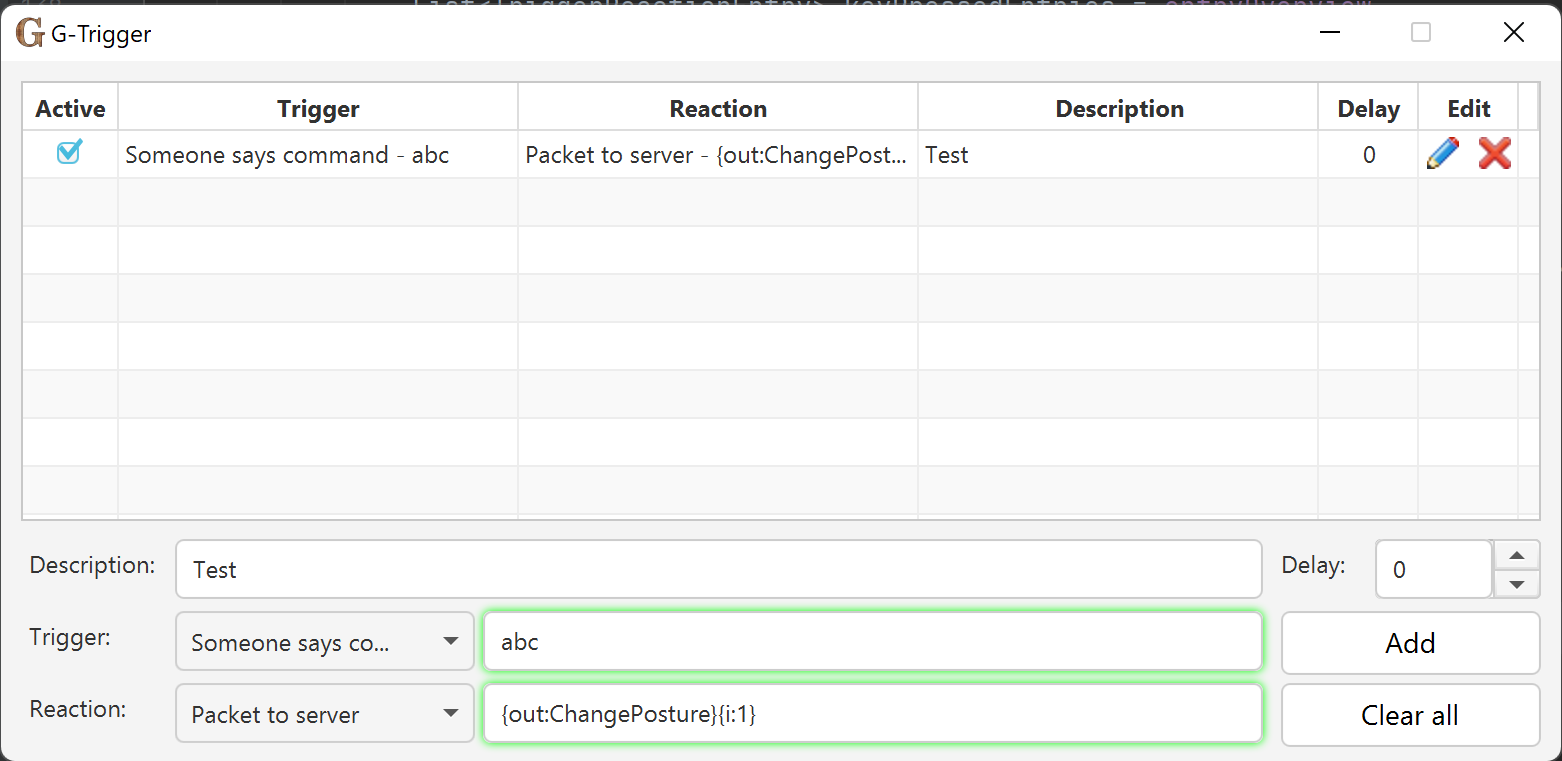 G-Trigger
Active Trigger Reaction Description Delay Edit
Someone says command - abc Packet to server - {out:ChangePost... Test 0
Description: Test Delay: 0
Trigger: Someone says co... abc Add
Reaction: Packet to server {out:ChangePosture}{i:1} Clear all